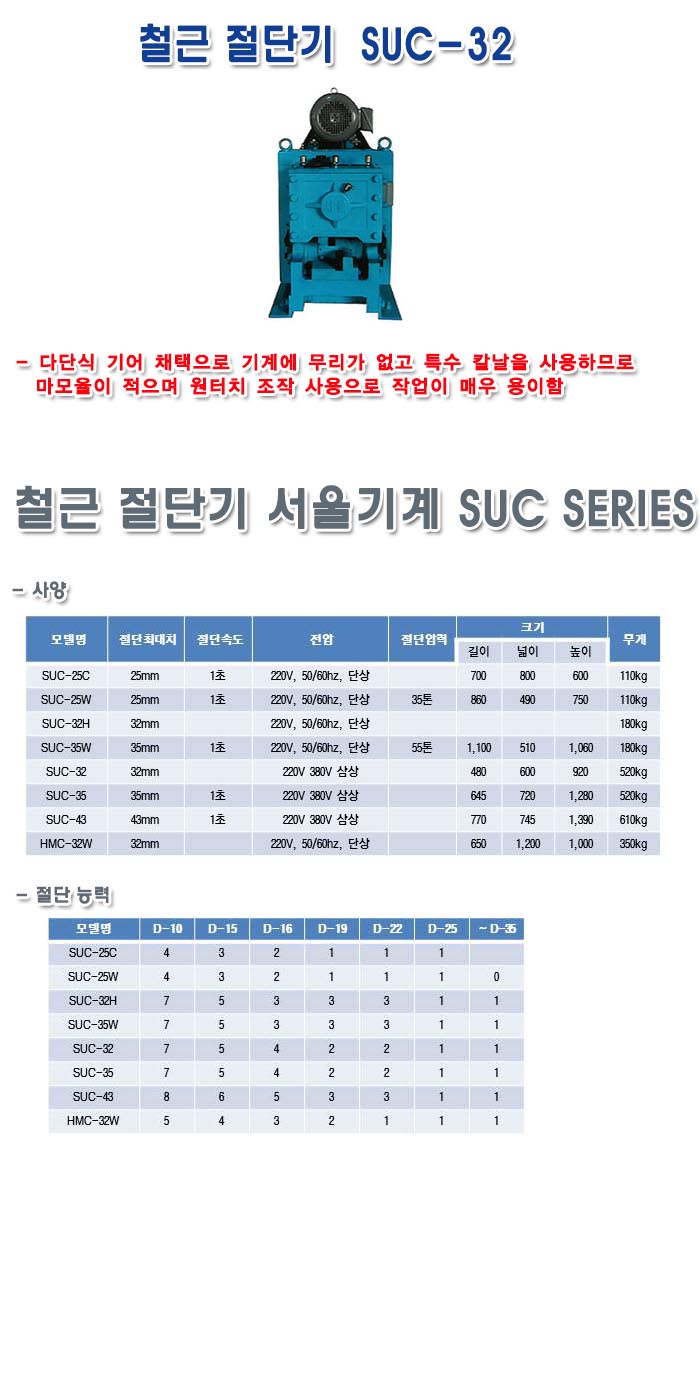 철근 절단기 SUC-32
- 다단식 기어 채택으로 기계에 무리가 없고 특수 칼날을 사용하므로
마모율이 적으며 원터치 조작 사용으로 작업이 매우 용이함
철근 절단기 서울기계 SUC SERIES
- 사양
모델명 절단최대치 절단속도 전압 절단압력 크기 무게
길이 넓이 높이
SUC-25C 25mm 1초 220V, 50/60hz, 단상 700 800 600 110kg
SUC-25W 25mm 1초 220V, 50/60hz, 단상 35톤 860 490 750 110kg
SUC-32H 32mm 220V, 50/60hz, 단상 180kg
SUC-35W 35mm 1초 220V, 50/60hz, 단상 55톤 1,100 510 1,060 180kg
SUC-32 32mm 220V 380V 삼상 480 600 920 520kg
SUC-35 35mm 1초 220V 380V 삼상 645 720 1,280 520kg
SUC-43 43mm 1초 220V 380V 삼상 770 745 1,390 610kg
HMC-32W 32mm 220V, 50/60hz, 단상 650 1,200 1,000 350kg
- 절단 능력
모델명 D-10 D-15 D-16 D-19 D-22 D-25 ~ D-35
SUC-25C 4 3 2 1 1 1
SUC-25W 4 3 2 1 1 1 0
SUC-32H 7 5 3 3 3 1 1
SUC-35W 7 5 3 3 3 1 1
SUC-32 7 5 4 2 2 1 1
SUC-35 7 5 4 2 2 1 1
SUC-43 8 6 5 3 3 1 1
HMC-32W 5 4 3 2 1 1 1